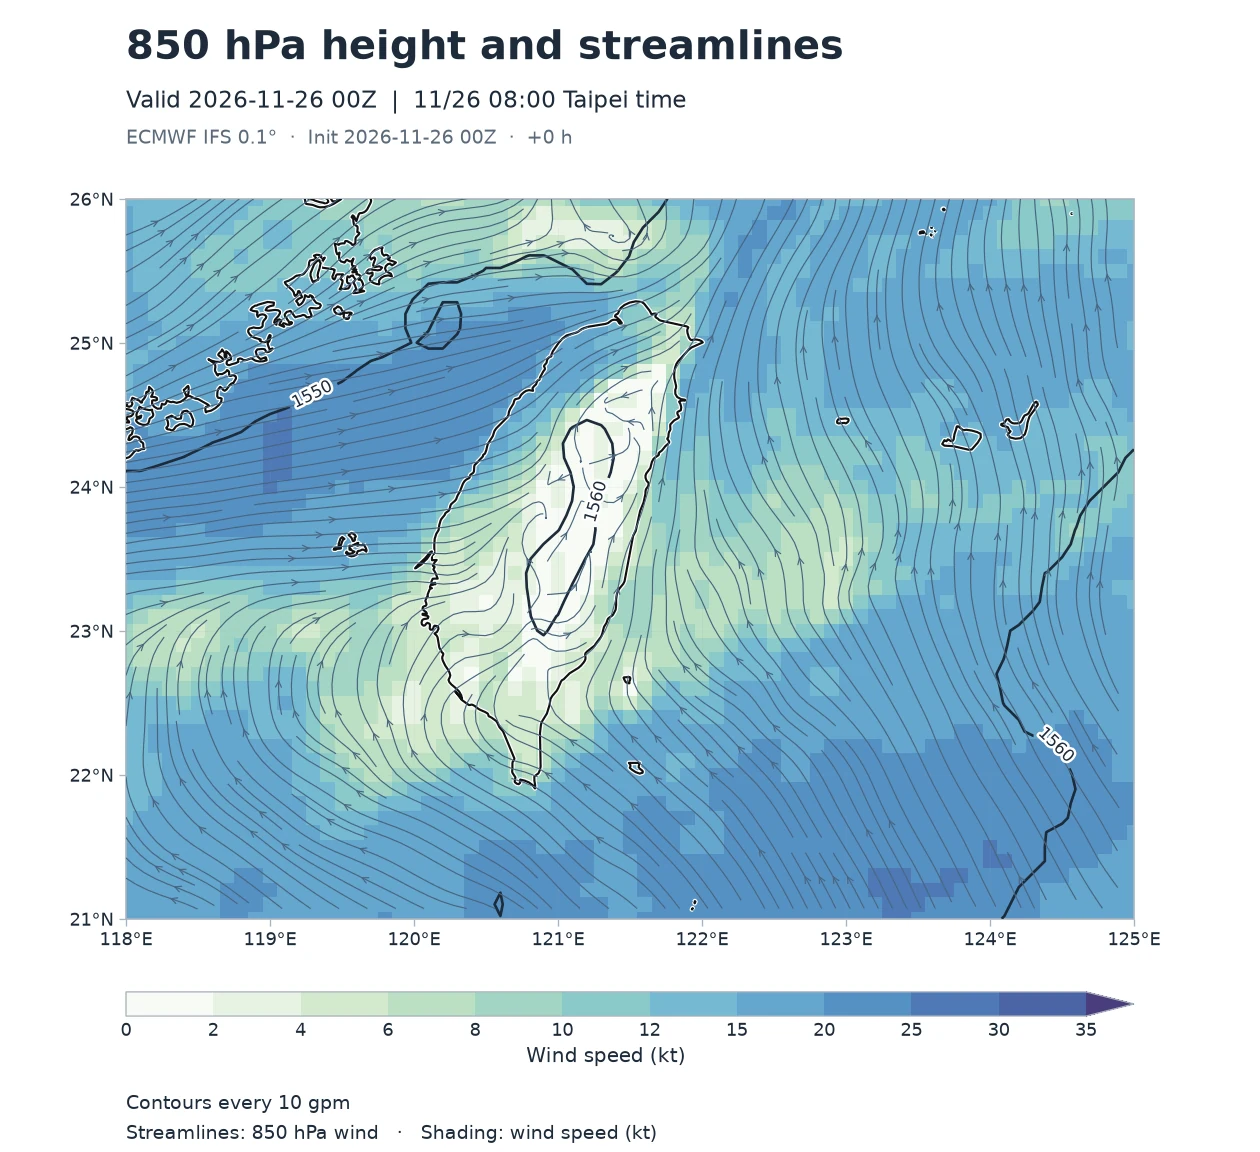 850 hPa height and streamlines
Valid 2026-11-26 00Z | 11/26 08:00 Taipei time
ECMWF IFS 0.1° · Init 2026-11-26 00Z · +0 h
26°N
25°N
1550
24°N
1560
23°N
1560
22°N
21°N
118°E 119°E 120°E 121°E 122°E 123°E 124°E 125°E
0 2 4 6 8 10 12 15 20 25 30 35
Wind speed (kt)
Contours every 10 gpm
Streamlines: 850 hPa wind · Shading: wind speed (kt)